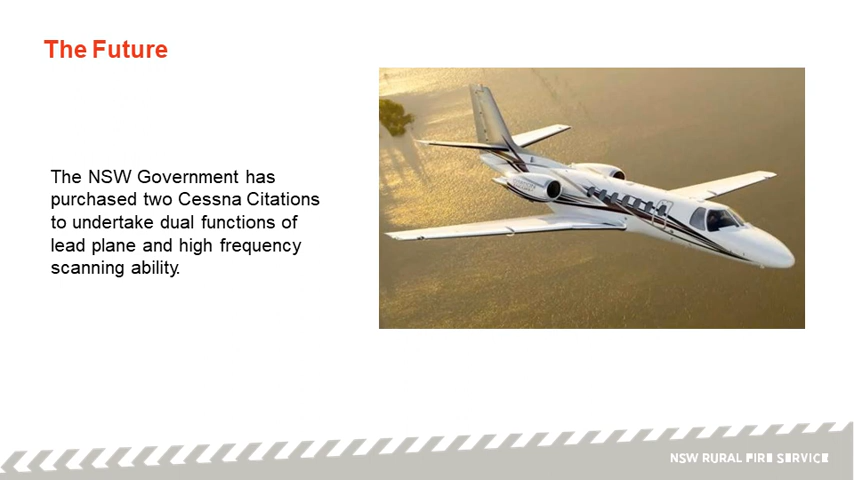 The Future
The NSW Government has
purchased two Cessna Citations
to undertake dual functions of
lead plane and high frequency
scanning ability.
NSW RURAL FIRE SERVICE